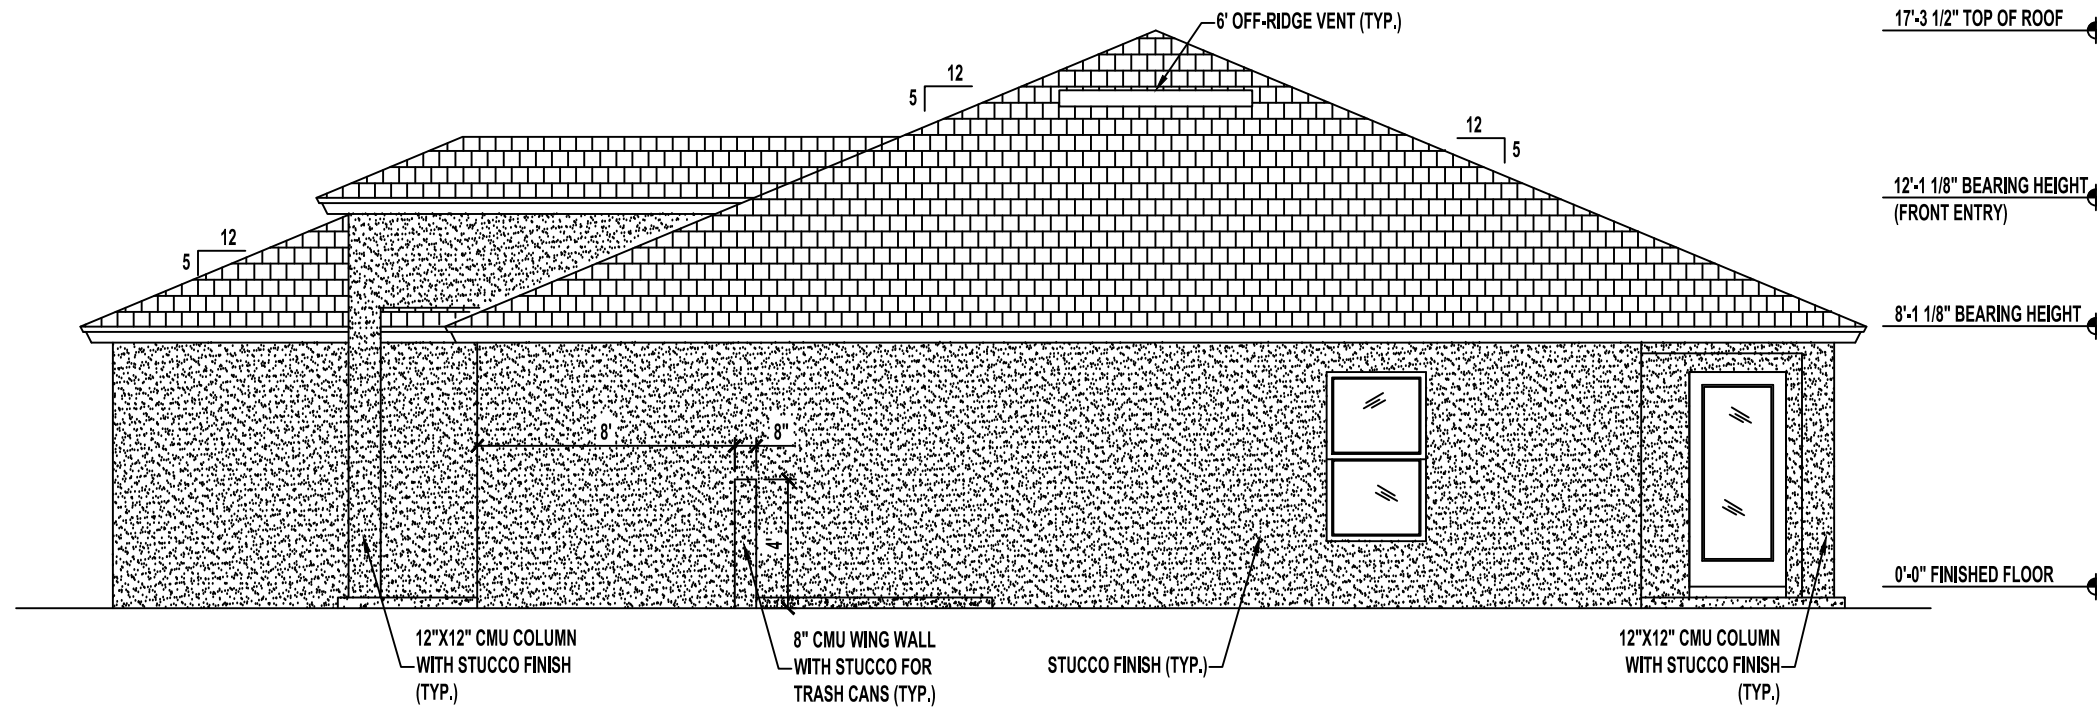 6' OFF-RIDGE VENT (TYP.)
17'-3 1/2" TOP OF ROOF
12
5
12
5
12
5
12'-1 1/8" BEARING HEIGHT
(FRONT ENTRY)
8'-1 1/8" BEARING HEIGHT
8'
8"
4'
0'-0" FINISHED FLOOR
12"X12" CMU COLUMN
WITH STUCCO FINISH
(TYP.)
8" CMU WING WALL
WITH STUCCO FOR
TRASH CANS (TYP.)
STUCCO FINISH (TYP.)
12"X12" CMU COLUMN
WITH STUCCO FINISH
(TYP.)